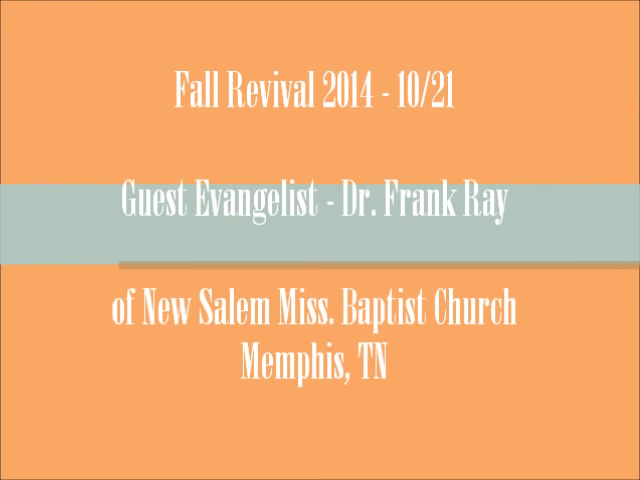 Fall Revival 2014 - 10/21
Guest Evangelist - Dr. Frank Ray
of New Salem Miss. Baptist Church
Memphis, TN